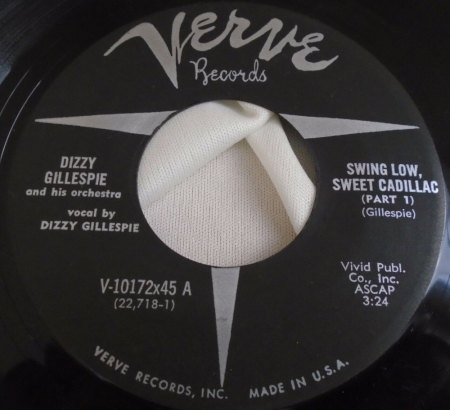 Verve
Records
DIZZY
GILLESPIE
and his orchestra
vocal by
DIZZY GILLESPIE
SWING LOW,
SWEET CADILLAC
(PART 1)
(Gillespie)
V-10172x45 A
(22,718-1)
Vivid Publ.
Co., Inc.
ASCAP
3:24
VERVE RECORDS, INC. MADE IN U.S.A.